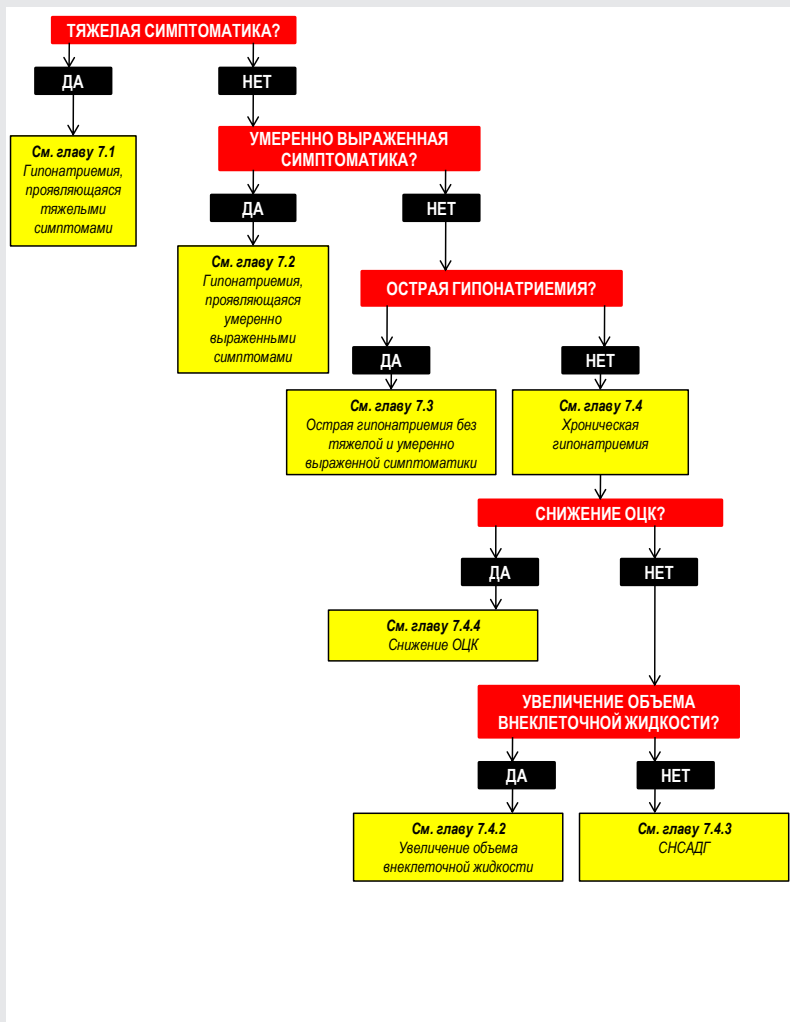 ТЯЖЕЛАЯ СИМПТОМАТИКА?
ДА
НЕТ
См. главу 7.1
Гипонатриемия,
проявляющаяся
тяжелыми
симптомами
УМЕРЕННО ВЫРАЖЕННАЯ
СИМПТОМАТИКА?
ДА
НЕТ
См. главу 7.2
Гипонатриемия,
проявляющаяся
умеренно
выраженными
симптомами
ОСТРАЯ ГИПОНАТРИЕМИЯ?
ДА
НЕТ
См. главу 7.3
Острая гипонатриемия без
тяжелой и умеренно
выраженной симптоматики
См. главу 7.4
Хроническая
гипонатриемия
СНИЖЕНИЕ ОЦК?
ДА
НЕТ
См. главу 7.4.4
Снижение ОЦК
УВЕЛИЧЕНИЕ ОБЪЕМА
ВНЕКЛЕТОЧНОЙ ЖИДКОСТИ?
ДА
НЕТ
См. главу 7.4.2
Увеличение объема
внеклеточной жидкости
См. главу 7.4.3
СНСАДГ